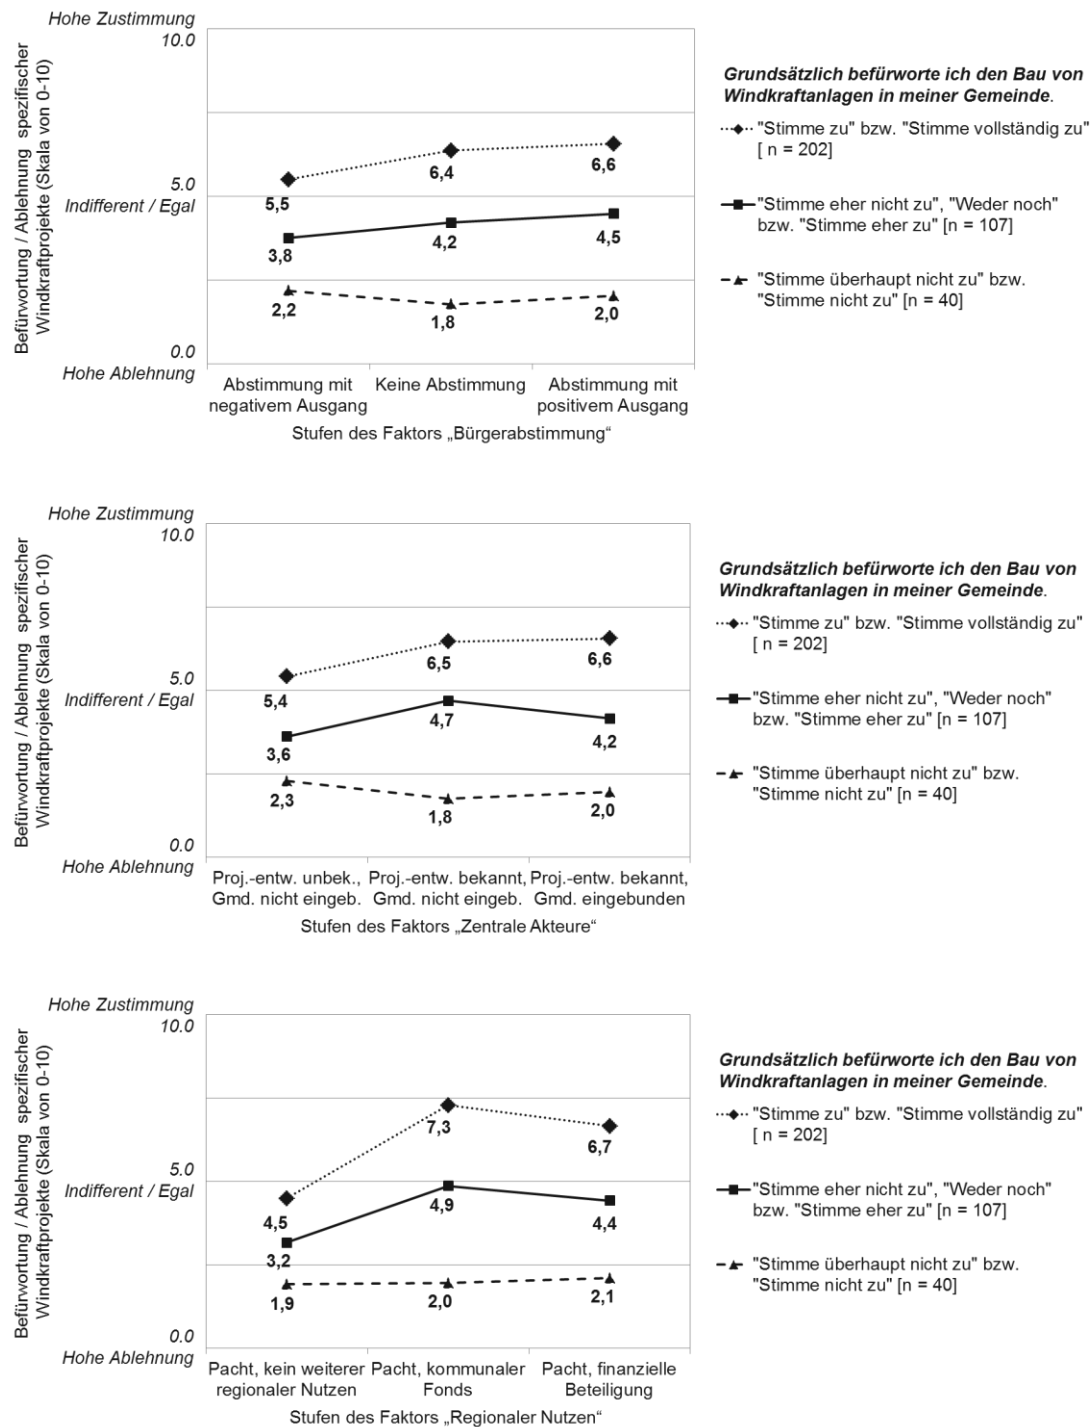 Hohe Zustimmung
10.0
5.0
Indifferent / Egal
0.0
Hohe Ablehnung
Befürwortung / Ablehnung spezifischer
Windkraftprojekte (Skala von 0-10)
5,5
6,4
6,6
3,8
4,2
4,5
2,2
1,8
2,0
Abstimmung mit
negativem Ausgang
Keine Abstimmung
Abstimmung mit
positivem Ausgang
Stufen des Faktors „Bürgerabstimmung“
Grundsätzlich befürworte ich den Bau von
Windkraftanlagen in meiner Gemeinde.
"Stimme zu" bzw. "Stimme vollständig zu"
[ n = 202]
"Stimme eher nicht zu", "Weder noch"
bzw. "Stimme eher zu" [n = 107]
"Stimme überhaupt nicht zu" bzw.
"Stimme nicht zu" [n = 40]
Hohe Zustimmung
10.0
5.0
Indifferent / Egal
0.0
Hohe Ablehnung
Befürwortung / Ablehnung spezifischer
Windkraftprojekte (Skala von 0-10)
5,4
6,5
6,6
3,6
4,7
4,2
2,3
1,8
2,0
Proj.-entw. unbek.,
Gmd. nicht eingeb.
Proj.-entw. bekannt,
Gmd. nicht eingeb.
Proj.-entw. bekannt,
Gmd. eingebunden
Stufen des Faktors „Zentrale Akteure“
Grundsätzlich befürworte ich den Bau von
Windkraftanlagen in meiner Gemeinde.
"Stimme zu" bzw. "Stimme vollständig zu"
[ n = 202]
"Stimme eher nicht zu", "Weder noch"
bzw. "Stimme eher zu" [n = 107]
"Stimme überhaupt nicht zu" bzw.
"Stimme nicht zu" [n = 40]
Hohe Zustimmung
10.0
5.0
Indifferent / Egal
0.0
Hohe Ablehnung
Befürwortung / Ablehnung spezifischer
Windkraftprojekte (Skala von 0-10)
4,5
7,3
6,7
3,2
4,9
4,4
1,9
2,0
2,1
Pacht, kein weiterer
regionaler Nutzen
Pacht, kommunaler
Fonds
Pacht, finanzielle
Beteiligung
Stufen des Faktors „Regionaler Nutzen“
Grundsätzlich befürworte ich den Bau von
Windkraftanlagen in meiner Gemeinde.
"Stimme zu" bzw. "Stimme vollständig zu"
[ n = 202]
"Stimme eher nicht zu", "Weder noch"
bzw. "Stimme eher zu" [n = 107]
"Stimme überhaupt nicht zu" bzw.
"Stimme nicht zu" [n = 40]